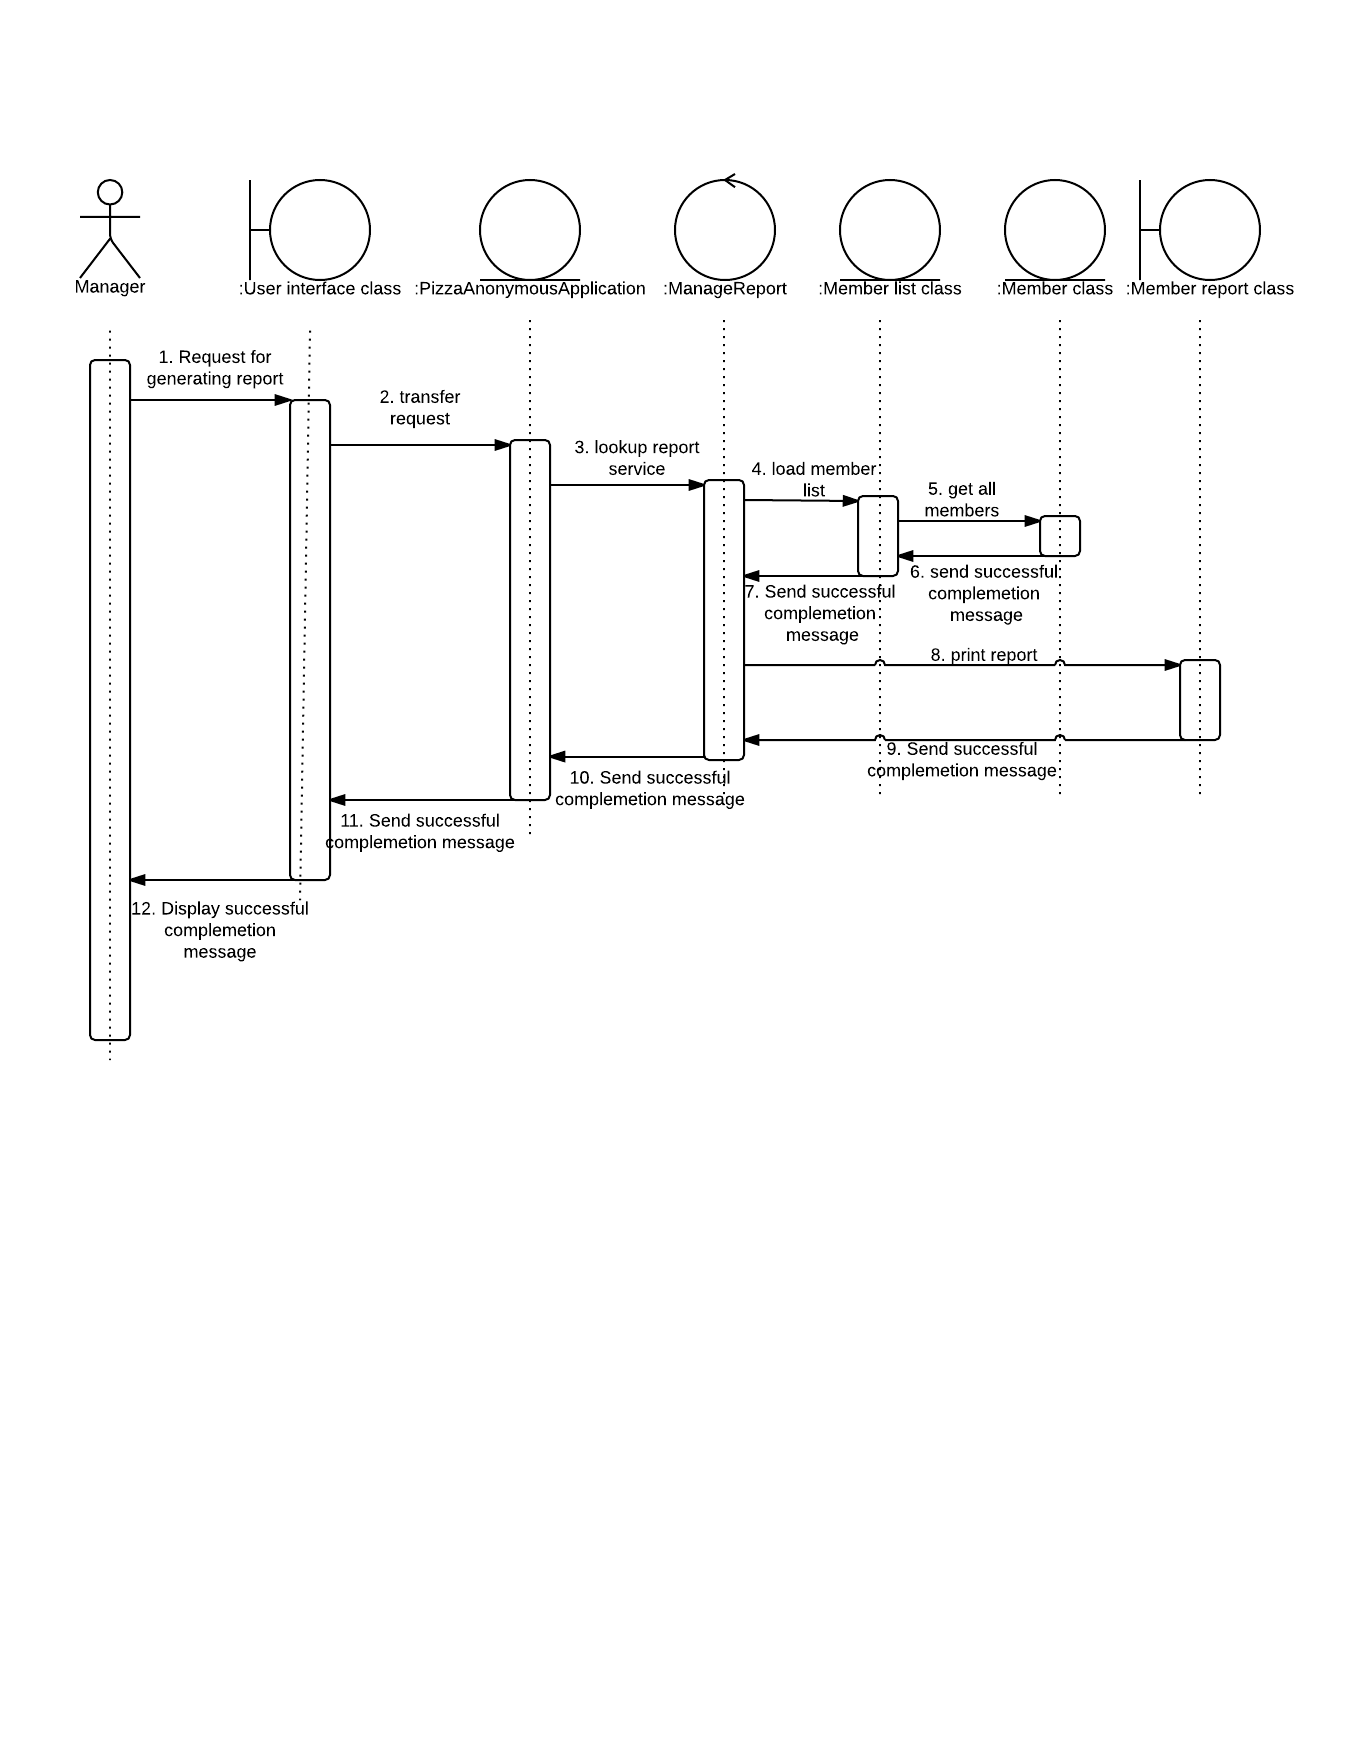 Manager
:User interface class
:PizzaAnonymousApplication
:ManageReport
:Member list class
:Member class
:Member report class
1. Request for
generating report
2. transfer
request
3. lookup report
service
4. load member
list
5. get all
members
6. send successful
complemetion
message
7. Send successful
complemetion
message
8. print report
9. Send successful
complemetion message
10. Send successful
complemetion message
11. Send successful
complemetion message
12. Display successful
complemetion
message